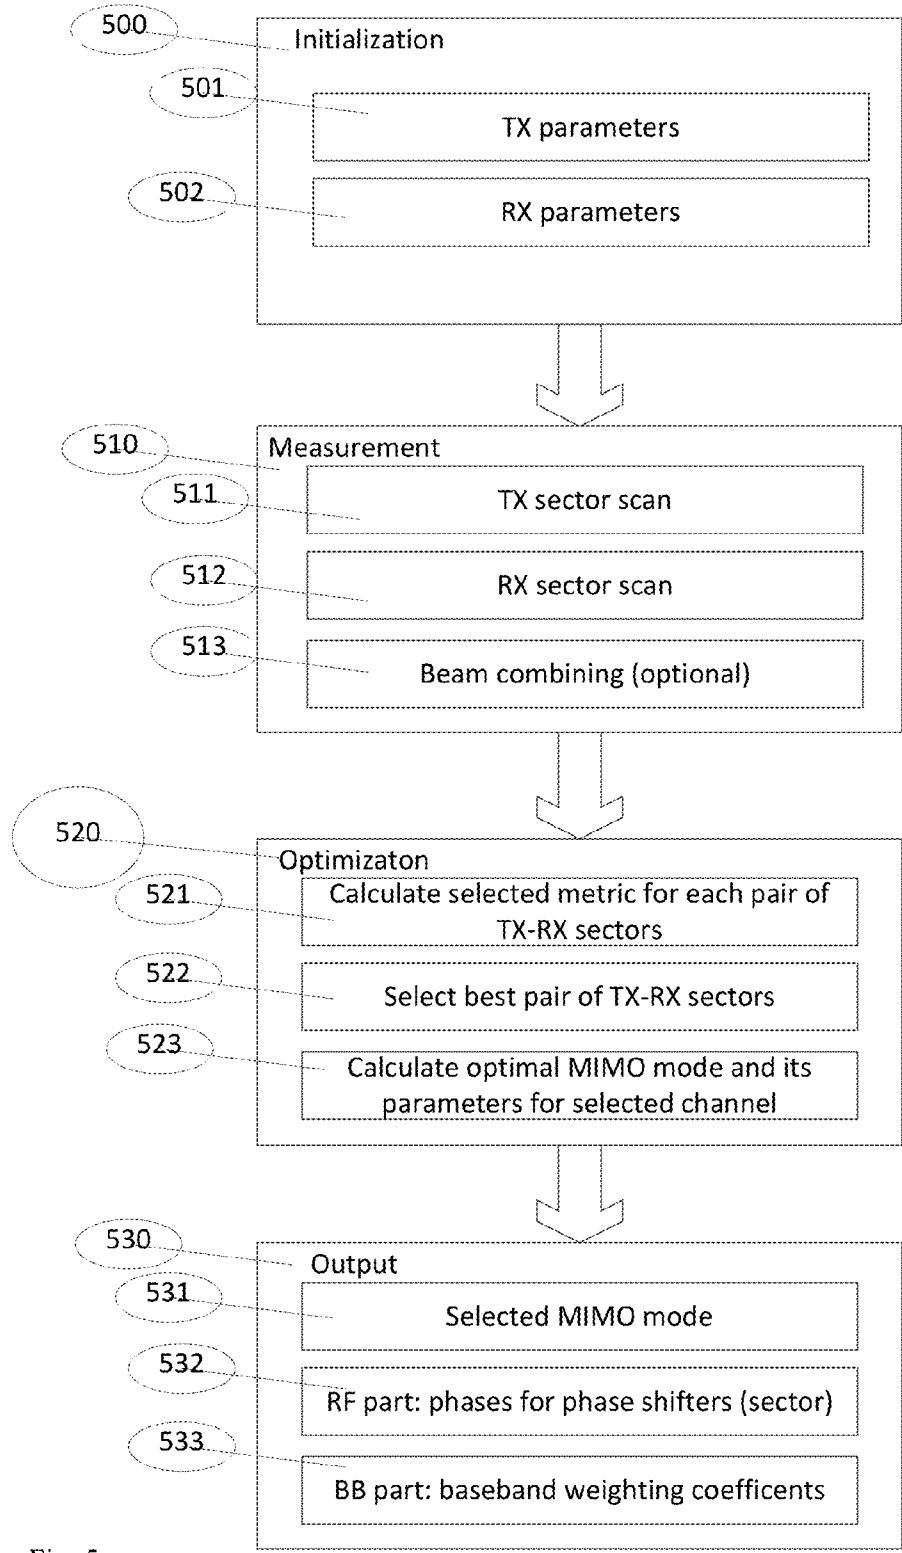 500
Initialization
501
TX parameters
502
RX parameters
510
Measurement
511
TX sector scan
512
RX sector scan
513
Beam combining (optional)
520
Optimizaton
521
Calculate selected metric for each pair of
TX-RX sectors
522
Select best pair of TX-RX sectors
523
Calculate optimal MIMO mode and its
parameters for selected channel
530
Output
531
Selected MIMO mode
532
RF part: phases for phase shifters (sector)
533
BB part: baseband weighting coefficents